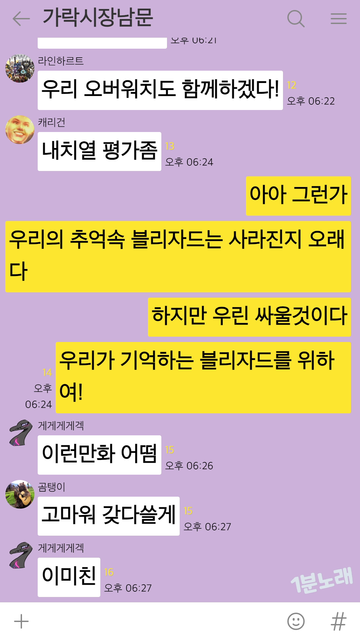 가락시장남문
오후 06:21
라인하르트
우리 오버워치도 함께하겠다!
12
오후 06:22
캐리건
내치열 평가좀
13
오후 06:24
아아 그런가
우리의 추억속 블리자드는 사라진지 오래
다
하지만 우린 싸울것이다
우리가 기억하는 블리자드를 위하
여!
14
오후
06:24
게게게게객
이런만화 어떰
15
오후 06:26
곰탱이
고마워 갖다쓸게
15
오후 06:27
게게게게객
이미친
16
오후 06:27
1분노래